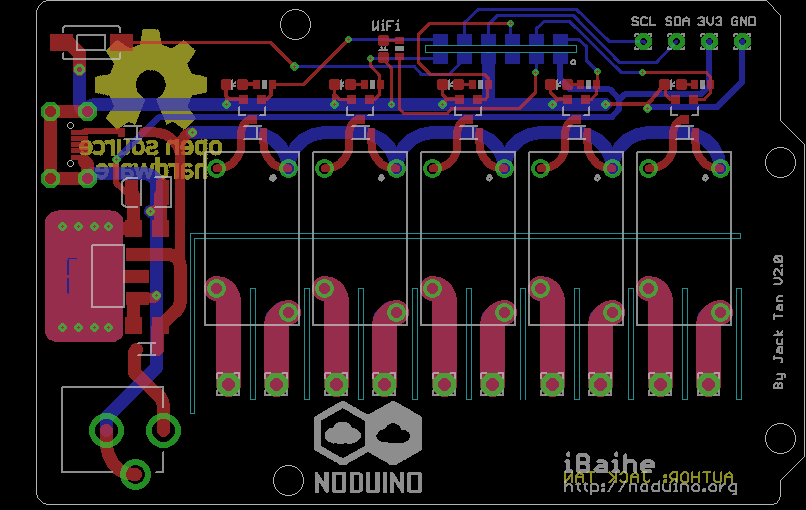 WiFi
SCL SDA 3V3 GND
open source
hardware
By Jack Tan V2.0
NODUINO
iBaihe
AUTHOR: JACK TAN
http://noduino.org